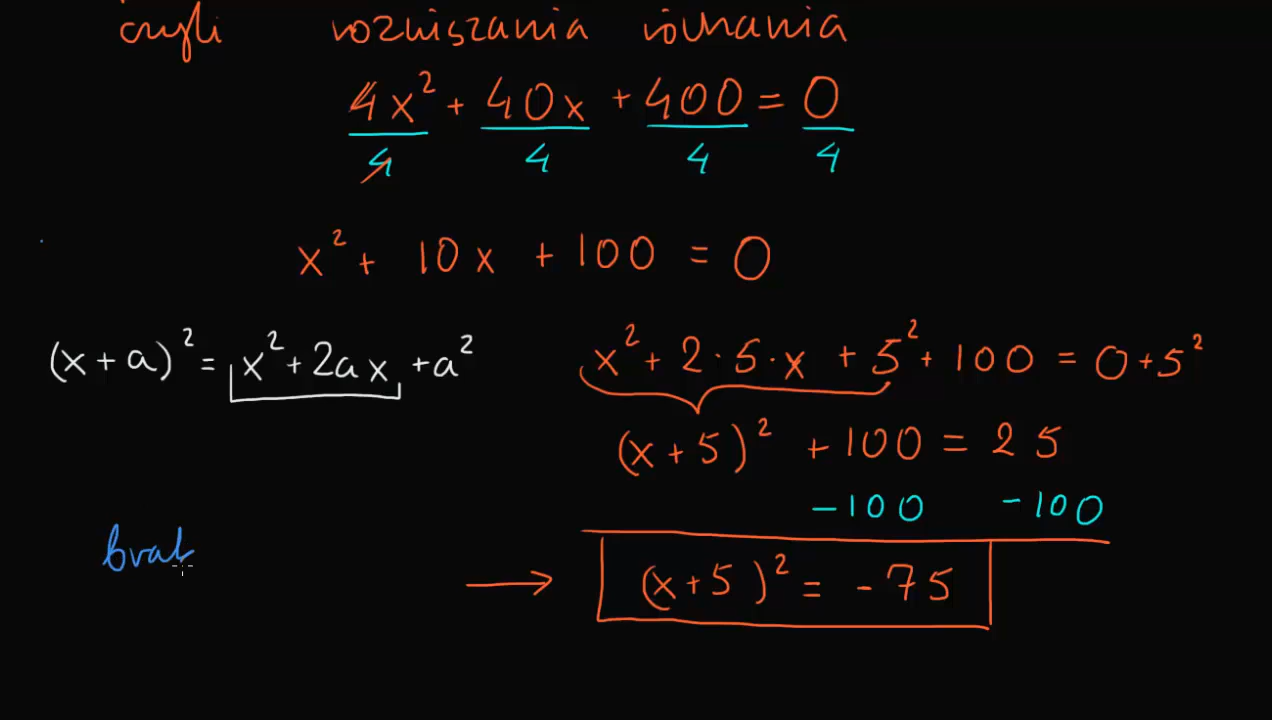 czyli rozwiszania równania
4x² + 40x + 400 = 0
4 4 4 4
x² + 10x + 100 = 0
(x + a)² = x² + 2ax + a²
x² + 2·5·x + 5² + 100 = 0 + 5²
(x + 5)² + 100 = 25
-100 -100
brak
→ (x + 5)² = -75